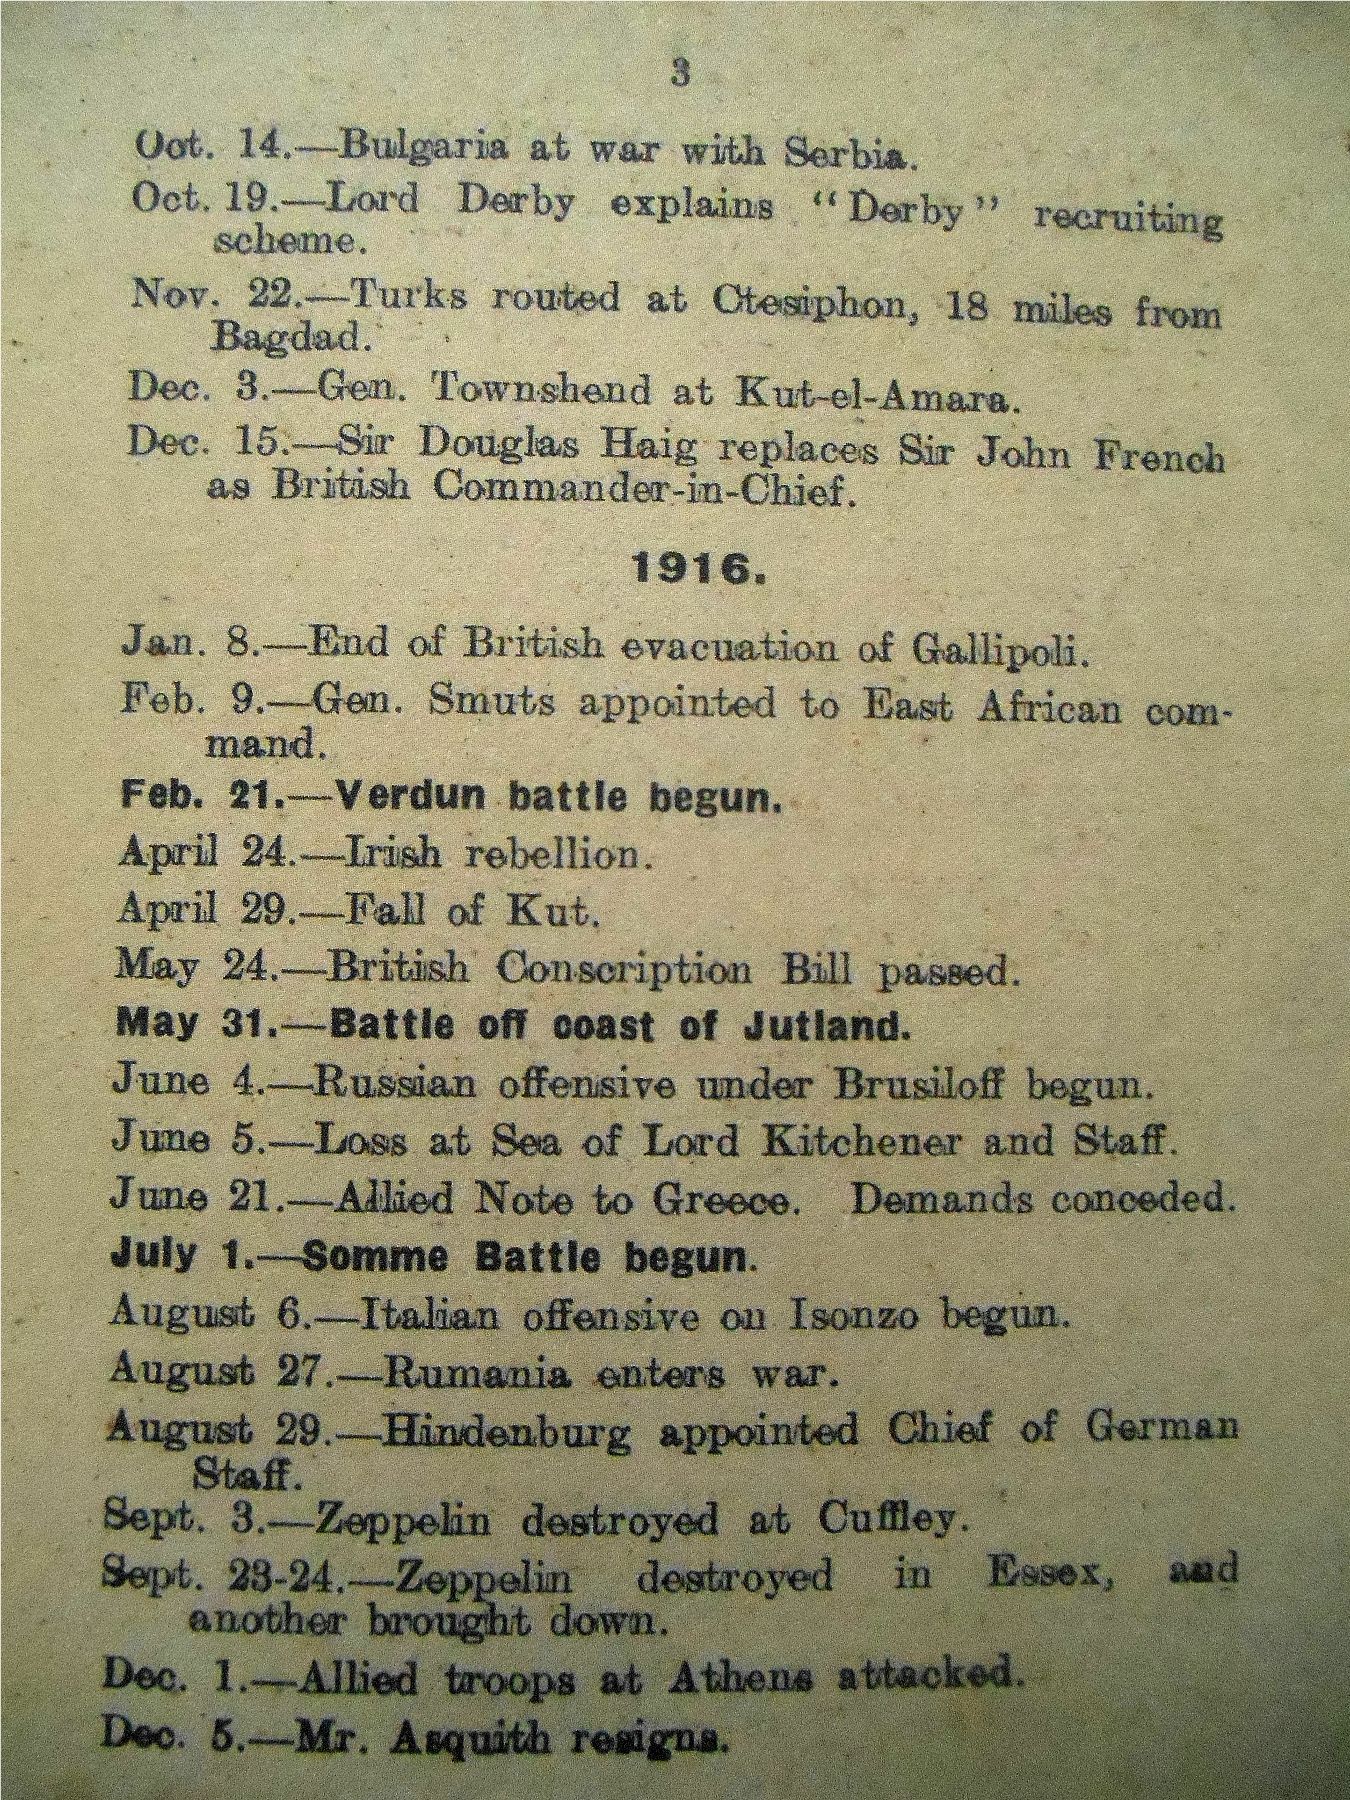 3
Oct. 14.—Bulgaria at war with Serbia.
Oct. 19.—Lord Derby explains "Derby" recruiting
scheme.
Nov. 22.—Turks routed at Ctesiphon, 18 miles from
Bagdad.
Dec. 3.—Gen. Townshend at Kut-el-Amara.
Dec. 15.—Sir Douglas Haig replaces Sir John French
as British Commander-in-Chief.
1916.
Jan. 8.—End of British evacuation of Gallipoli.
Feb. 9.—Gen. Smuts appointed to East African com-
mand.
Feb. 21.—Verdun battle begun.
April 24.—Irish rebellion.
April 29.—Fall of Kut.
May 24.—British Conscription Bill passed.
May 31.—Battle off coast of Jutland.
June 4.—Russian offensive under Brusiloff begun.
June 5.—Loss at Sea of Lord Kitchener and Staff.
June 21.—Allied Note to Greece. Demands conceded.
July 1.—Somme Battle begun.
August 6.—Italian offensive on Isonzo begun.
August 27.—Rumania enters war.
August 29.—Hindenburg appointed Chief of German
Staff.
Sept. 3.—Zeppelin destroyed at Cuffley.
Sept. 23-24.—Zeppelin destroyed in Essex, and
another brought down.
Dec. 1.—Allied troops at Athens attacked.
Dec. 5.—Mr. Asquith resigns.